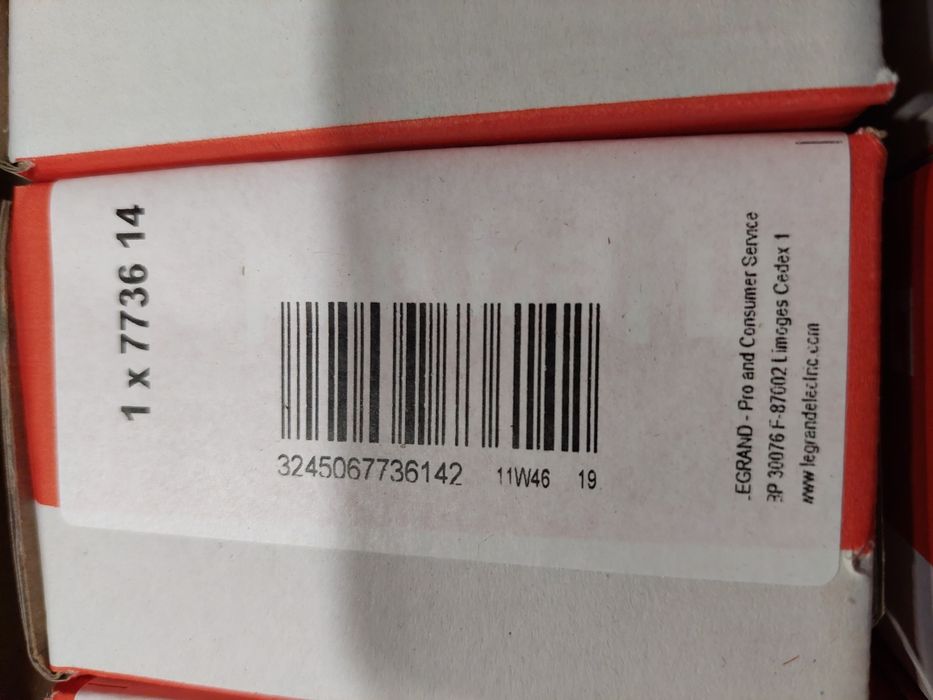 1 x 7736 14
3245067736142 11W46 19
LEGRAND - Pro and Consumer Service
BP 30076 F-87002 Limoges Cedex 1
www.legrandelectric.com